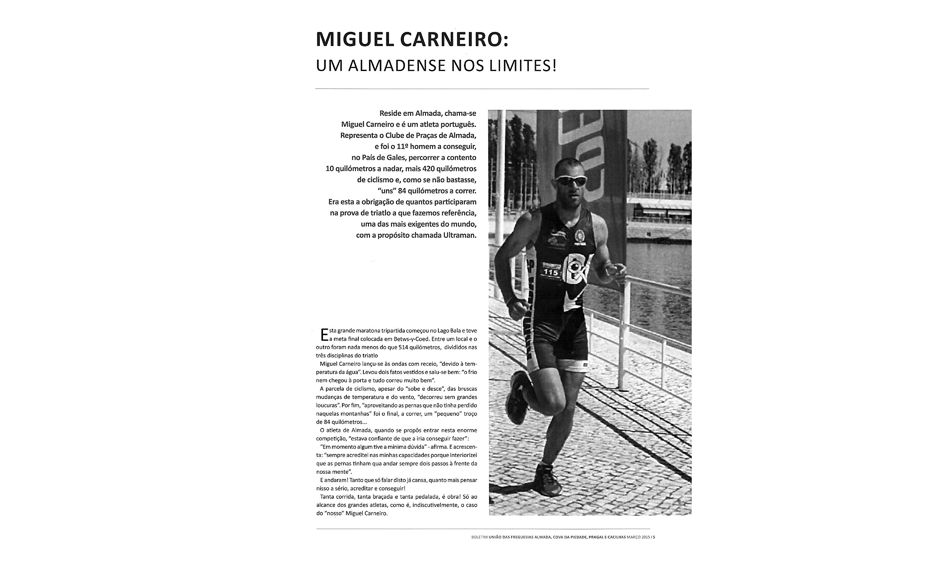 MIGUEL CARNEIRO:
UM ALMADENSE NOS LIMITES!
Reside em Almada, chama-se
Miguel Carneiro e é um atleta português.
Representa o Clube de Praças de Almada,
e foi o 11º homem a conseguir,
no País de Gales, percorrer a contento
10 quilómetros a nadar, mais 420 quilómetros
de ciclismo e, como se não bastasse,
"uns" 84 quilómetros a correr.
Era esta a obrigação de quantos participaram
na prova de triatlo a que fazemos referência,
uma das mais exigentes do mundo,
com a propósito chamada Ultraman.
Esta grande maratona tripartida começou no Lago Bala e teve
a meta final colocada em Betws-y-Coed. Entre um local e o
outro foram nada menos do que 514 quilómetros, divididos nas
três disciplinas do triatlo
Miguel Carneiro lançu-se às ondas com receio, "devido à tem-
peratura da água". Levou dois fatos vestidos e saiu-se bem: "o frio
nem chegou à porta e tudo correu muito bem".
A parcela de ciclismo, apesar do "sobe e desce", das bruscas
mudanças de temperatura e do vento, "decorreu sem grandes
loucuras". Por fim, "aproveitando as pernas que não tinha perdido
naquelas montanhas" foi o final, a correr, um "pequeno" troço
de 84 quilómetros...
O atleta de Almada, quando se propôs entrar nesta enorme
competição, "estava confiante de que a iria conseguir fazer":
"Em momento algum tive a mínima dúvida" - afirma. E acrescen-
ta: "sempre acreditei nas minhas capacidades porque interiorizei
que as pernas tinham qua andar sempre dois passos à frente da
nossa mente".
E andaram! Tanto que só falar disto já cansa, quanto mais pensar
nisso a sério, acreditar e conseguir!
Tanta corrida, tanta braçada e tanta pedalada, é obra! Só ao
alcance dos grandes atletas, como é, indiscutivelmente, o caso
do "nosso" Miguel Carneiro.
115
BOLETIM UNIÃO DAS FREGUESIAS ALMADA, COVA DA PIEDADE, PRAGAL E CACILHAS MARÇO 2015 / 5